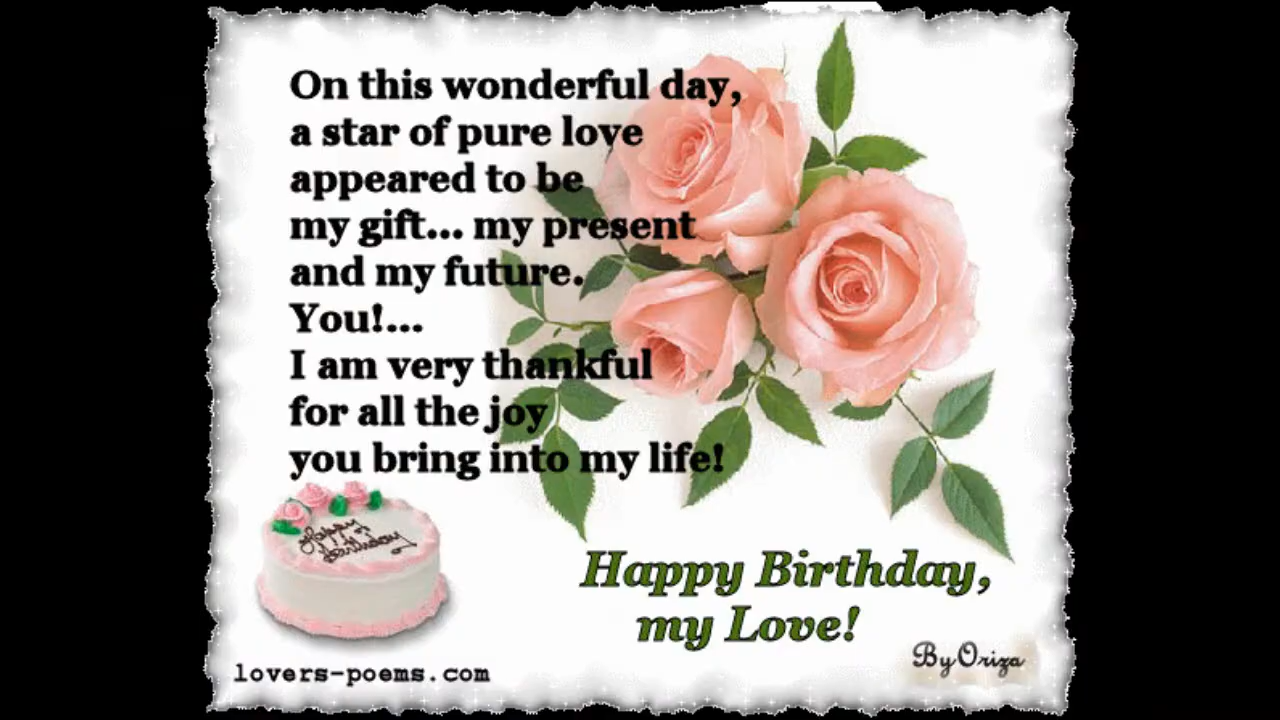 On this wonderful day,
a star of pure love
appeared to be
my gift... my present
and my future.
You!...
I am very thankful
for all the joy
you bring into my life!
Happy
Birthday
Happy Birthday,
my Love!
By Oriza
lovers-poems.com